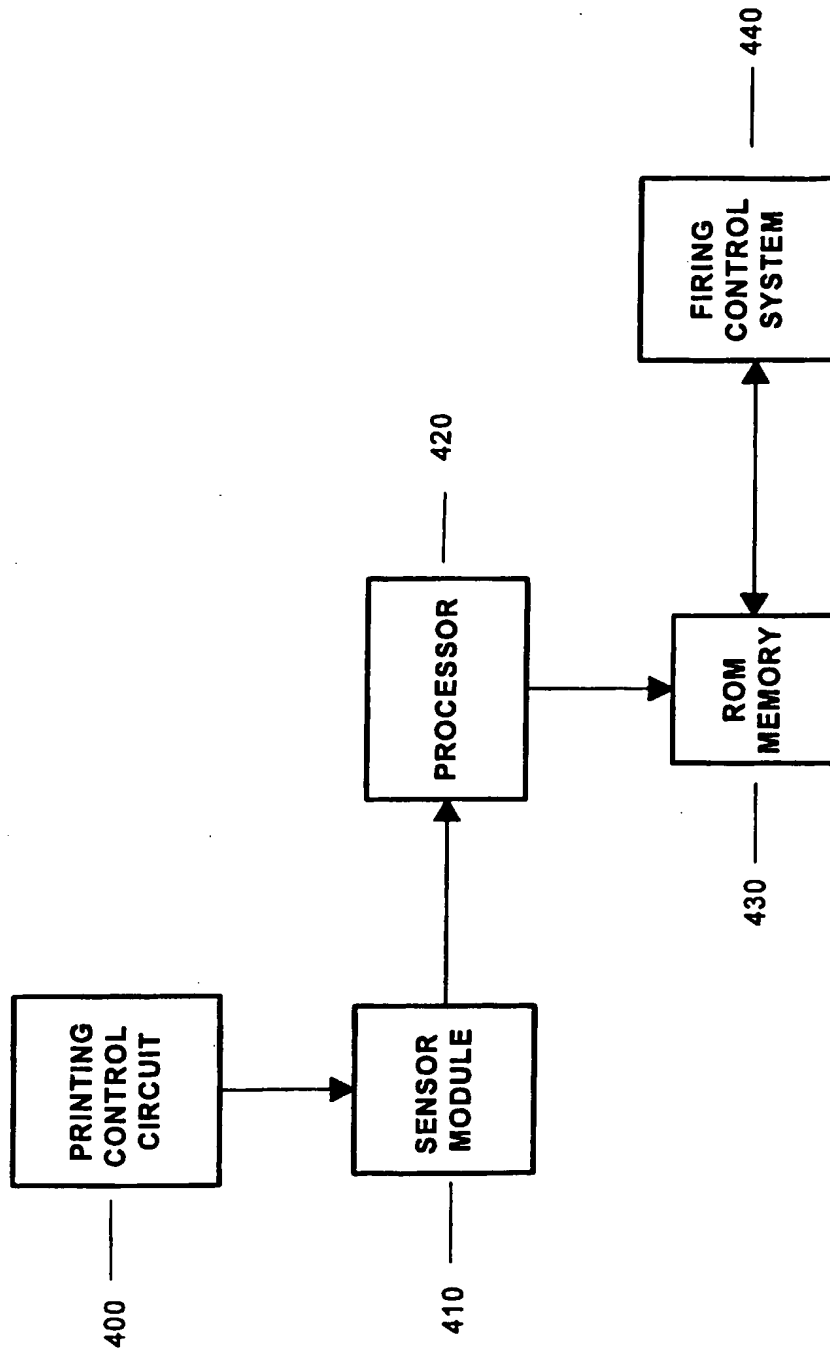 400
PRINTING
CONTROL
CIRCUIT
410
SENSOR
MODULE
PROCESSOR
420
430
ROM
MEMORY
FIRING
CONTROL
SYSTEM
440